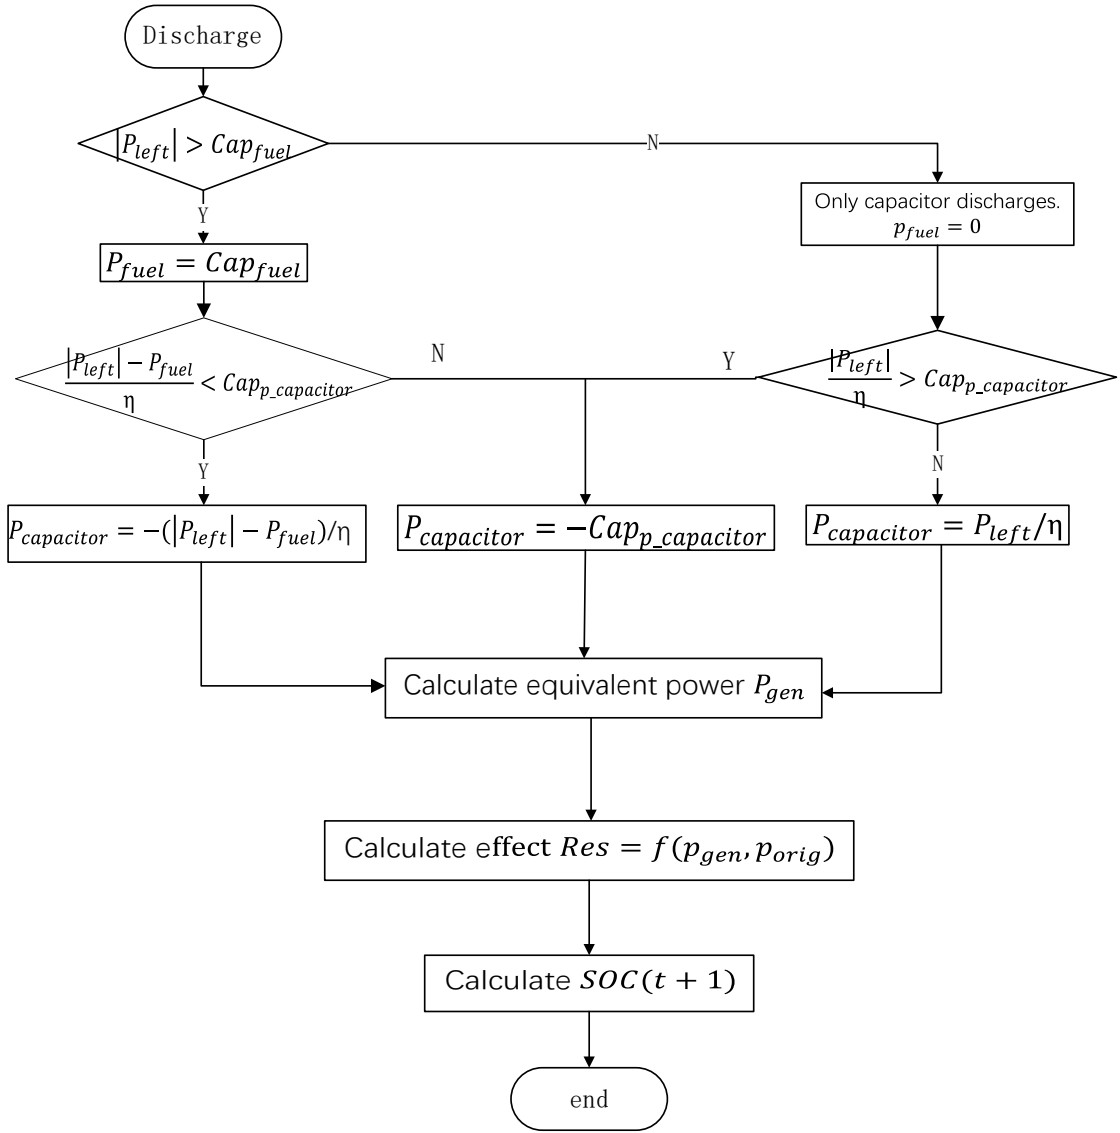 Discharge
|P_left| > Cap_fuel
N
Y
Only capacitor discharges.
p_fuel = 0
P_fuel = Cap_fuel
(|P_left| − P_fuel)/η < Cap_p_capacitor
N
Y
|P_left|/η > Cap_p_capacitor
Y
N
P_capacitor = −(|P_left| − P_fuel)/η
P_capacitor = −Cap_p_capacitor
P_capacitor = P_left/η
Calculate equivalent power P_gen
Calculate effect Res = f(p_gen, p_orig)
Calculate SOC(t + 1)
end